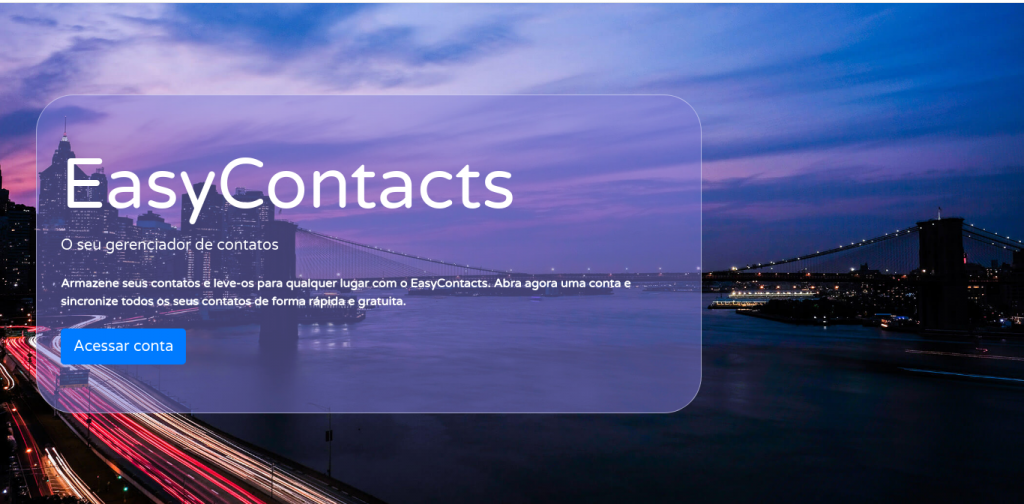 EasyContacts
O seu gerenciador de contatos
Armazene seus contatos e leve-os para qualquer lugar com o EasyContacts. Abra agora uma conta e
sincronize todos os seus contatos de forma rápida e gratuita.
Acessar conta